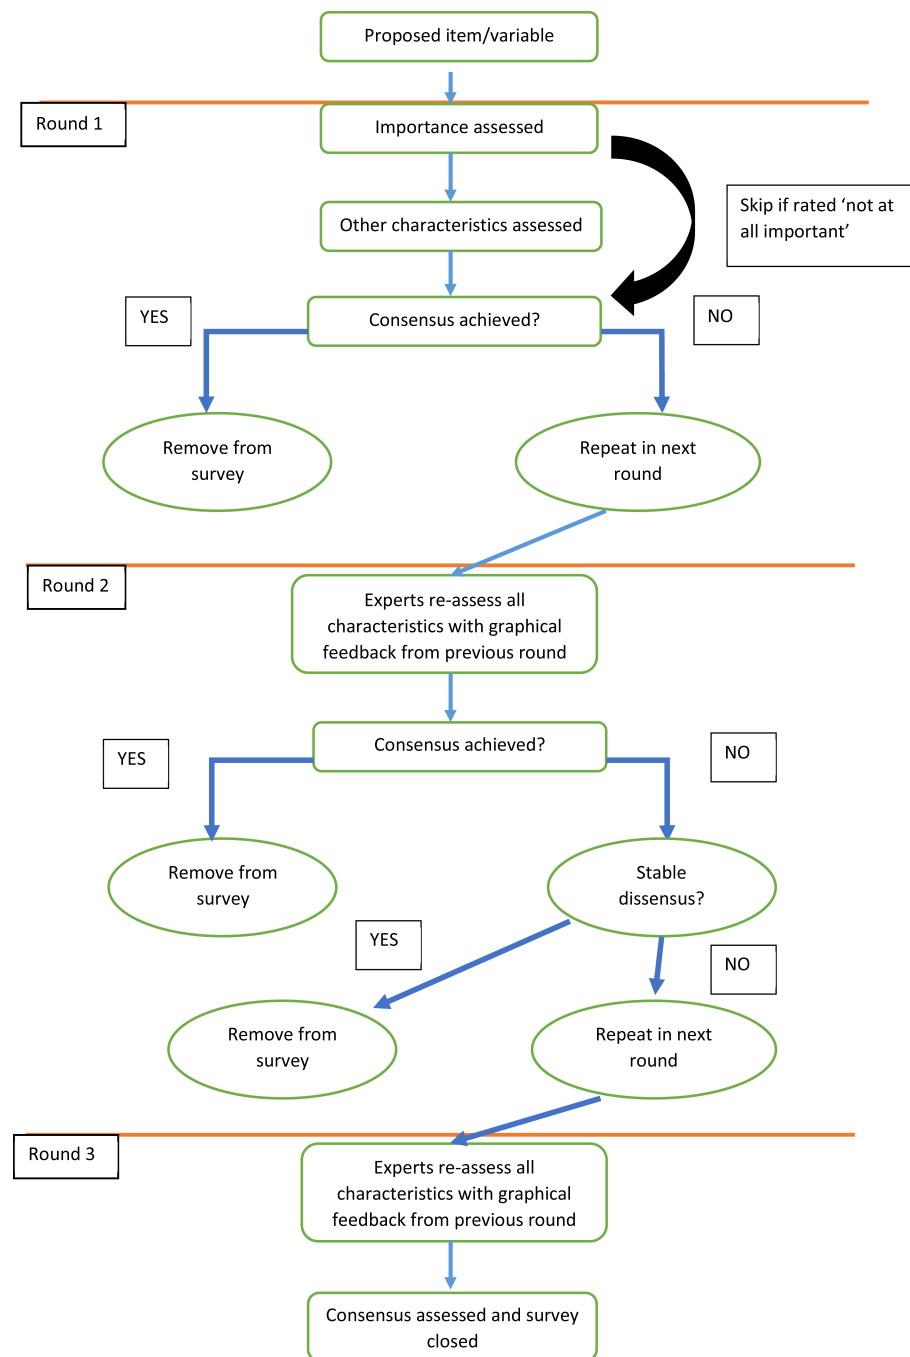 Proposed item/variable
Round 1
Importance assessed
Skip if rated ‘not at
all important’
Other characteristics assessed
YES
Consensus achieved?
NO
Remove from
survey
Repeat in next
round
Round 2
Experts re-assess all
characteristics with graphical
feedback from previous round
YES
Consensus achieved?
NO
Remove from
survey
Stable
dissensus?
YES
NO
Remove from
survey
Repeat in next
round
Round 3
Experts re-assess all
characteristics with graphical
feedback from previous round
Consensus assessed and survey
closed